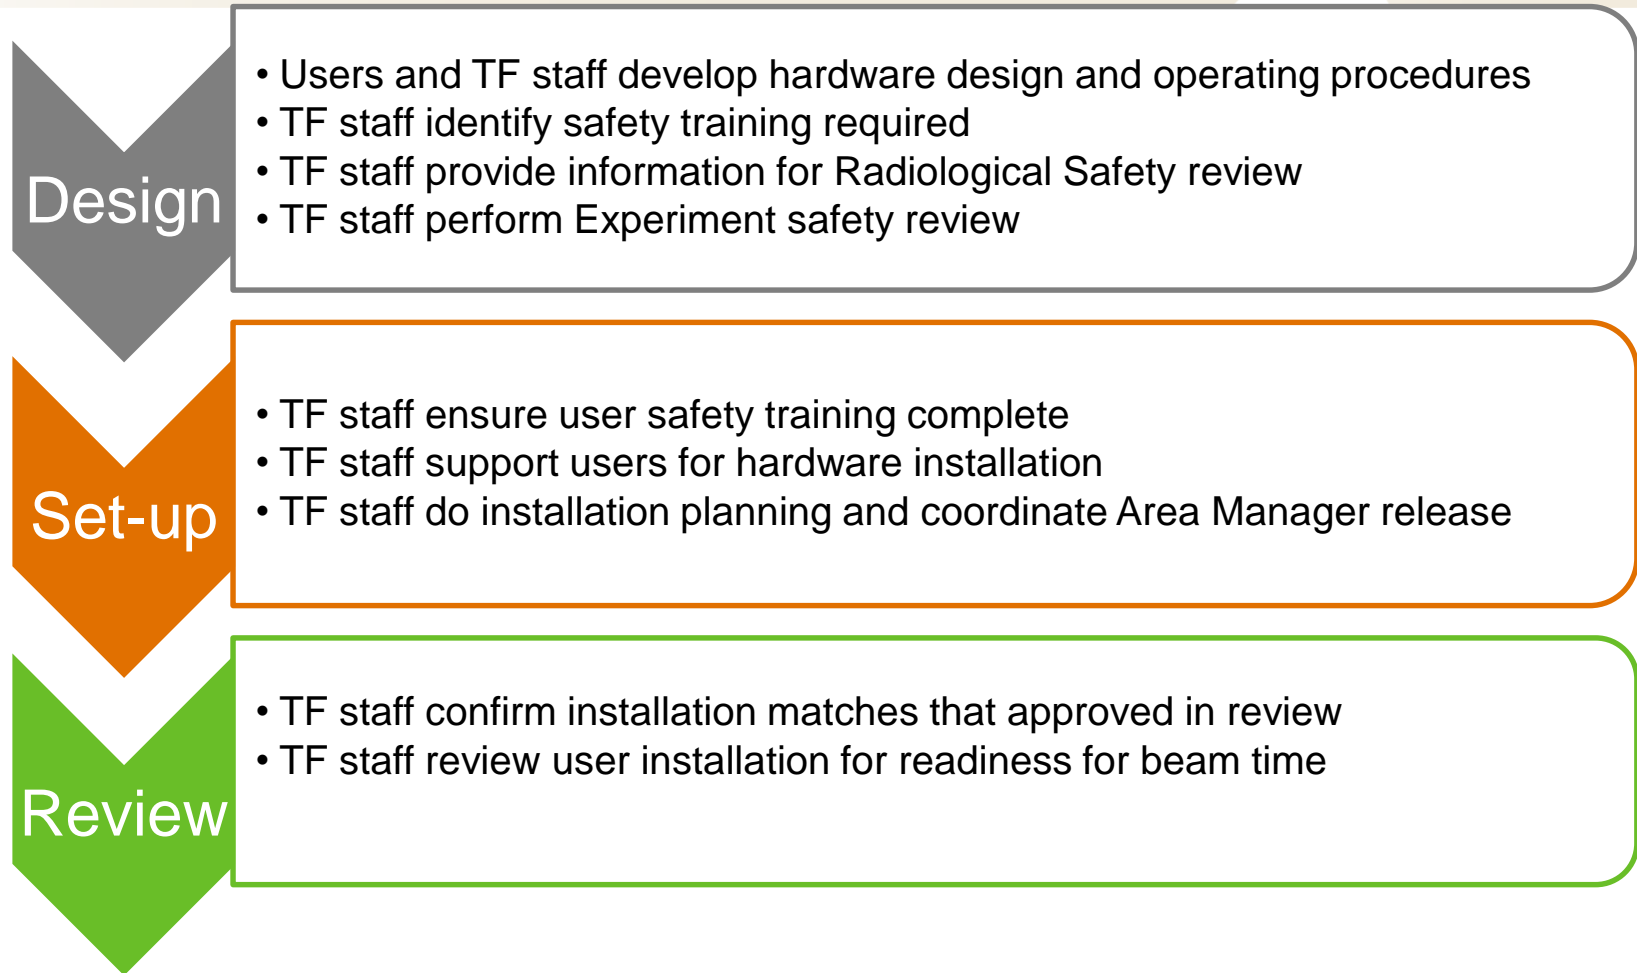 Design
• Users and TF staff develop hardware design and operating procedures
• TF staff identify safety training required
• TF staff provide information for Radiological Safety review
• TF staff perform Experiment safety review
Set-up
• TF staff ensure user safety training complete
• TF staff support users for hardware installation
• TF staff do installation planning and coordinate Area Manager release
Review
• TF staff confirm installation matches that approved in review
• TF staff review user installation for readiness for beam time